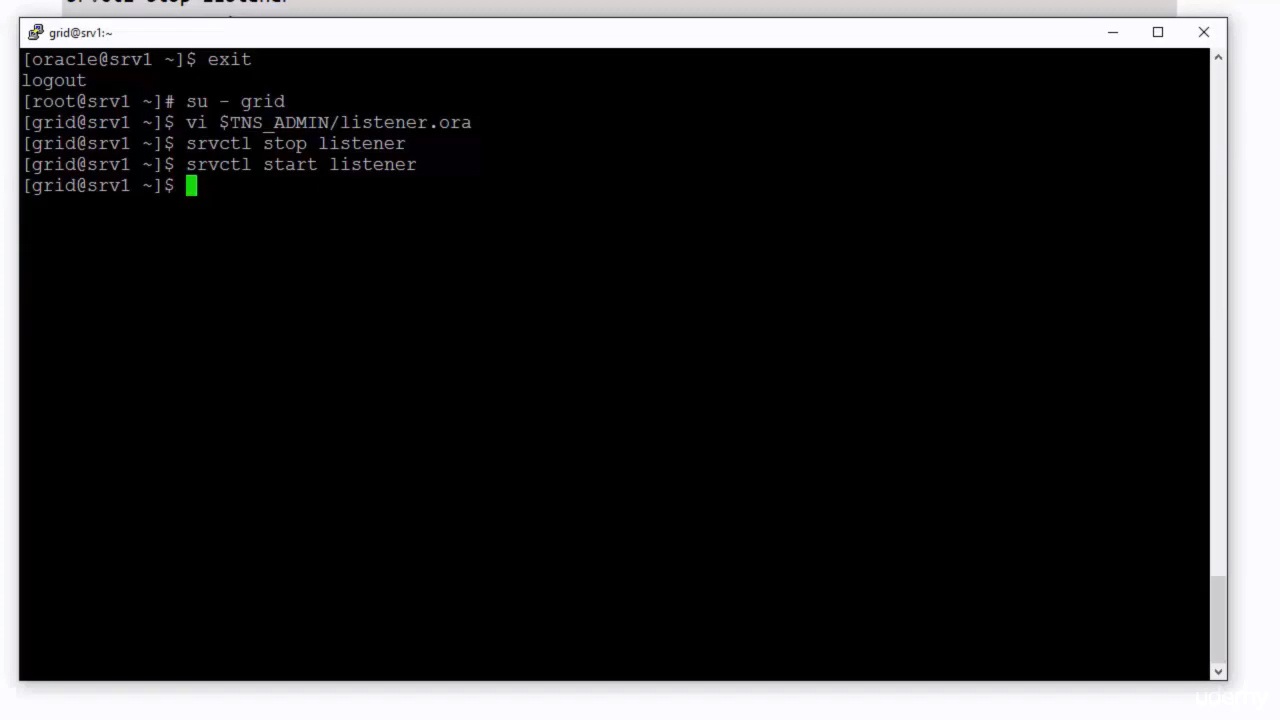 grid@srv1:~
[oracle@srv1 ~]$ exit
logout
[root@srv1 ~]# su - grid
[grid@srv1 ~]$ vi $TNS_ADMIN/listener.ora
[grid@srv1 ~]$ srvctl stop listener
[grid@srv1 ~]$ srvctl start listener
[grid@srv1 ~]$
udemy